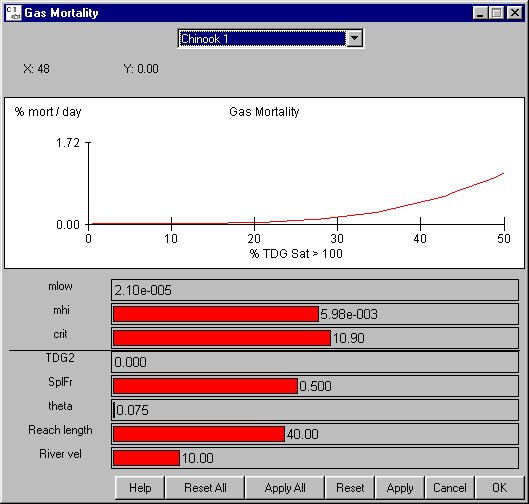 Gas Mortality
Chinook 1
X: 48 Y: 0.00
% mort / day Gas Mortality
1.72
0.00
0 10 20 30 40 50
% TDG Sat > 100
mlow 2.10e-005
mhi 5.98e-003
crit 10.90
TDG2 0.000
SplFr 0.500
theta 0.075
Reach length 40.00
River vel 10.00
Help Reset All Apply All Reset Apply Cancel OK